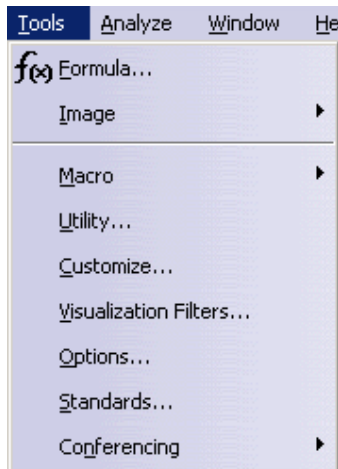 Tools Analyze Window He
f(x) Formula...
Image
Macro
Utility...
Customize...
Visualization Filters...
Options...
Standards...
Conferencing